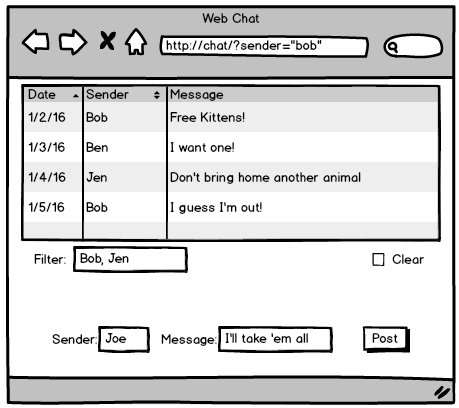 Web Chat
http://chat/?sender="bob"
Date Sender Message
1/2/16 Bob Free Kittens!
1/3/16 Ben I want one!
1/4/16 Jen Don't bring home another animal
1/5/16 Bob I guess I'm out!
Filter: Bob, Jen Clear
Sender: Joe Message: I'll take 'em all Post